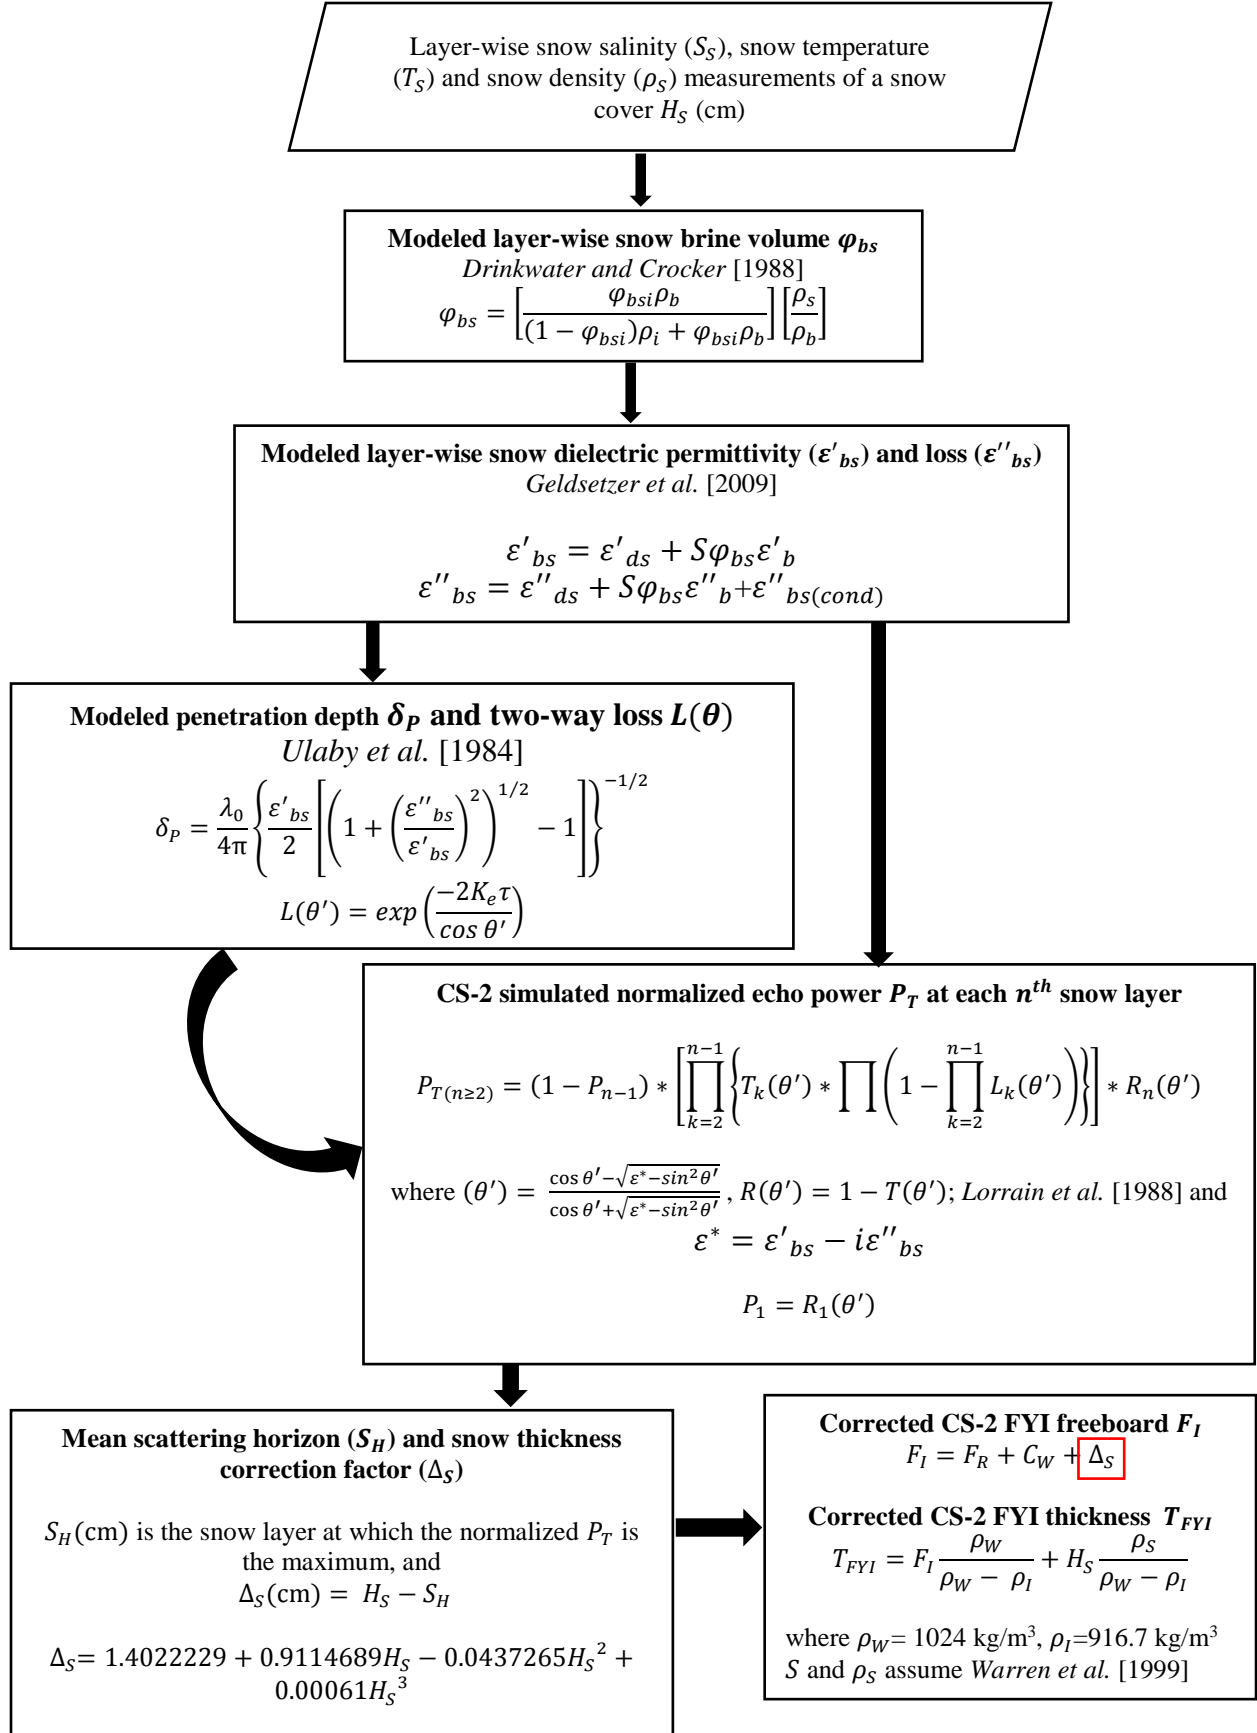 Layer-wise snow salinity (S_S), snow temperature
(T_S) and snow density (ρ_S) measurements of a snow
cover H_S (cm)
Modeled layer-wise snow brine volume φ_bs
Drinkwater and Crocker [1988]
φ_bs = [φ_bsi ρ_b / ((1 − φ_bsi)ρ_i + φ_bsi ρ_b)] [ρ_s / ρ_b]
Modeled layer-wise snow dielectric permittivity (ε′_bs) and loss (ε′′_bs)
Geldsetzer et al. [2009]
ε′_bs = ε′_ds + Sφ_bs ε′_b
ε′′_bs = ε′′_ds + Sφ_bs ε′′_b+ε′′_bs(cond)
Modeled penetration depth δ_P and two-way loss L(θ)
Ulaby et al. [1984]
δ_P = λ_0/4π {ε′_bs/2 [(1 + (ε′′_bs/ε′_bs)^2)^1/2 − 1]}^−1/2
L(θ′) = exp(−2K_e τ / cos θ′)
CS-2 simulated normalized echo power P_T at each n^th snow layer
P_T(n≥2) = (1 − P_n−1) * [∏_k=2^n−1 {T_k(θ′) * ∏ (1 − ∏_k=2^n−1 L_k(θ′))}] * R_n(θ′)
where (θ′) = (cos θ′−√(ε*−sin²θ′)) / (cos θ′+√(ε*−sin²θ′)), R(θ′) = 1 − T(θ′); Lorrain et al. [1988] and
ε* = ε′_bs − iε′′_bs
P_1 = R_1(θ′)
Mean scattering horizon (S_H) and snow thickness
correction factor (Δ_S)
S_H(cm) is the snow layer at which the normalized P_T is
the maximum, and
Δ_S(cm) = H_S − S_H
Δ_S= 1.4022229 + 0.9114689H_S − 0.0437265H_S² +
0.00061H_S³
Corrected CS-2 FYI freeboard F_I
F_I = F_R + C_W + Δ_S
Corrected CS-2 FYI thickness T_FYI
T_FYI = F_I ρ_W/(ρ_W − ρ_I) + H_S ρ_S/(ρ_W − ρ_I)
where ρ_W= 1024 kg/m³, ρ_I=916.7 kg/m³
S and ρ_S assume Warren et al. [1999]